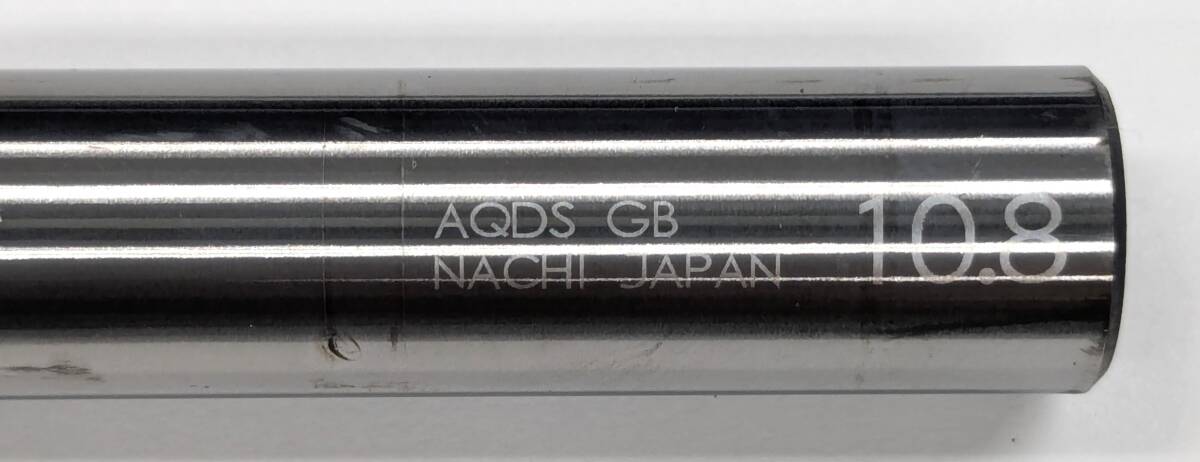 AQDS GB
NACHI JAPAN
10.8